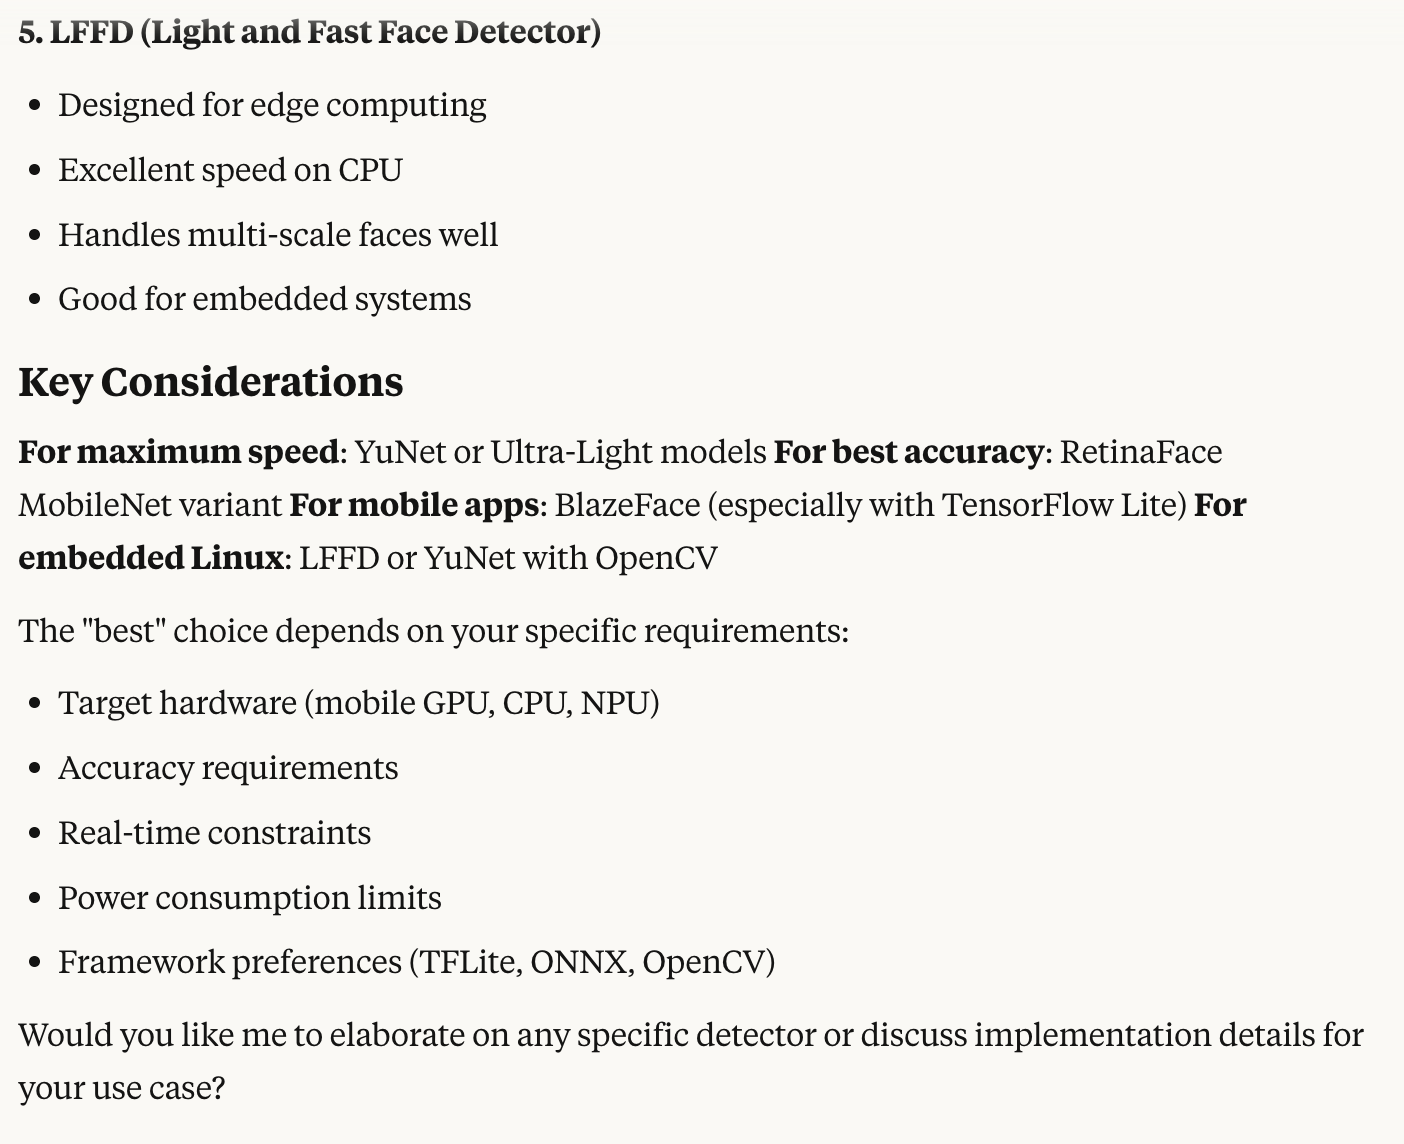 5. LFFD (Light and Fast Face Detector)
• Designed for edge computing
• Excellent speed on CPU
• Handles multi-scale faces well
• Good for embedded systems
Key Considerations
For maximum speed: YuNet or Ultra-Light models For best accuracy: RetinaFace
MobileNet variant For mobile apps: BlazeFace (especially with TensorFlow Lite) For
embedded Linux: LFFD or YuNet with OpenCV
The "best" choice depends on your specific requirements:
• Target hardware (mobile GPU, CPU, NPU)
• Accuracy requirements
• Real-time constraints
• Power consumption limits
• Framework preferences (TFLite, ONNX, OpenCV)
Would you like me to elaborate on any specific detector or discuss implementation details for
your use case?